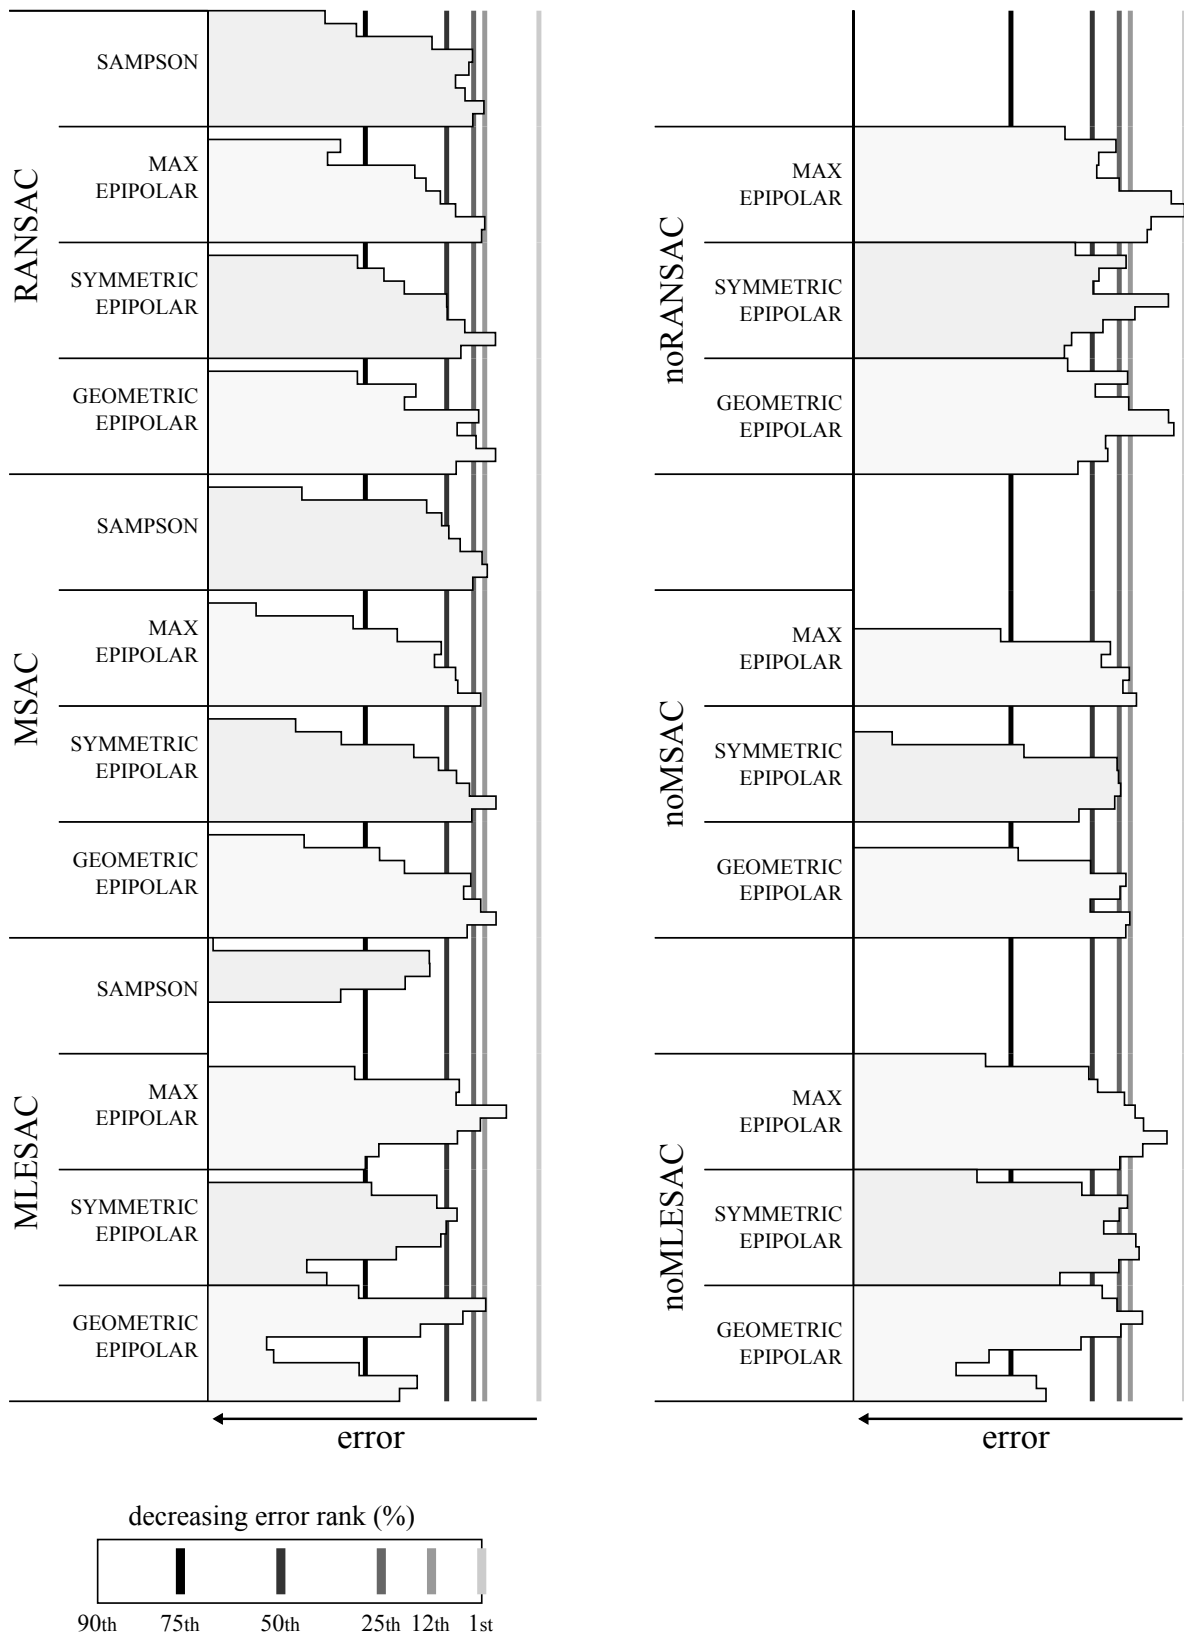 RANSAC
SAMPSON
MAX
EPIPOLAR
SYMMETRIC
EPIPOLAR
GEOMETRIC
EPIPOLAR
MSAC
SAMPSON
MAX
EPIPOLAR
SYMMETRIC
EPIPOLAR
GEOMETRIC
EPIPOLAR
MLESAC
SAMPSON
MAX
EPIPOLAR
SYMMETRIC
EPIPOLAR
GEOMETRIC
EPIPOLAR
error
noRANSAC
MAX
EPIPOLAR
SYMMETRIC
EPIPOLAR
GEOMETRIC
EPIPOLAR
noMSAC
MAX
EPIPOLAR
SYMMETRIC
EPIPOLAR
GEOMETRIC
EPIPOLAR
noMLESAC
MAX
EPIPOLAR
SYMMETRIC
EPIPOLAR
GEOMETRIC
EPIPOLAR
error
decreasing error rank (%)
90th 75th 50th 25th 12th 1st